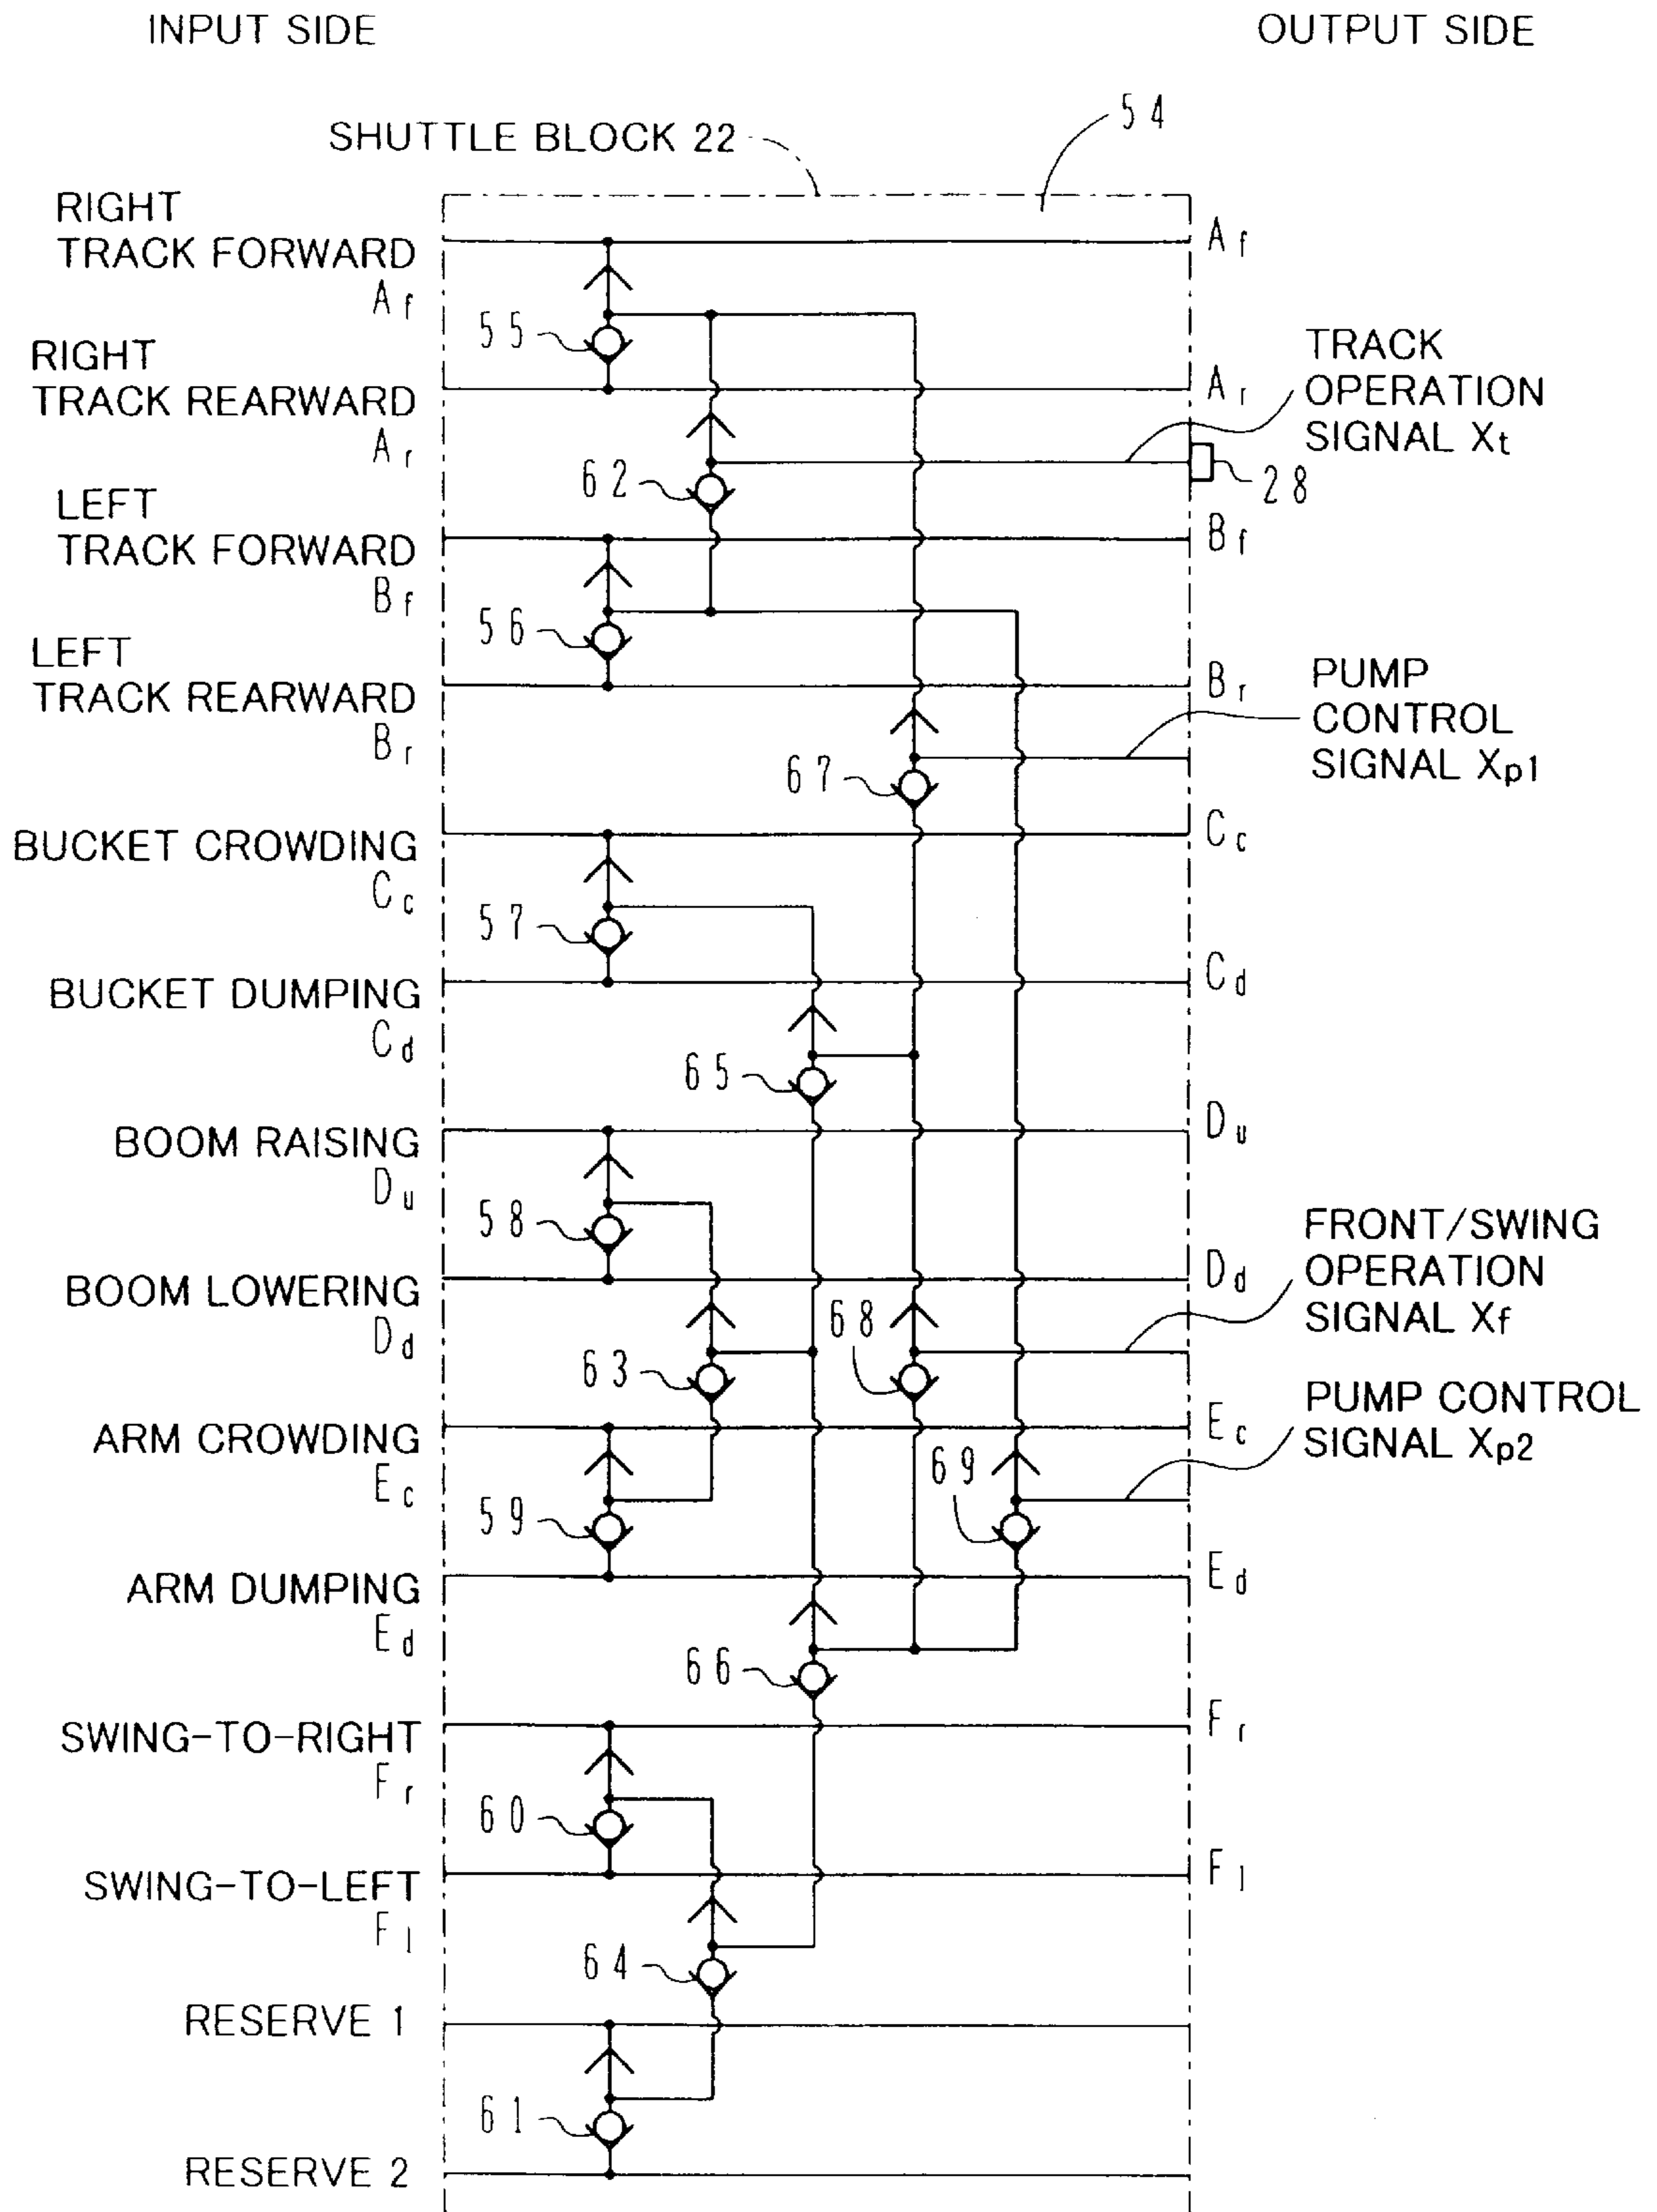 INPUT SIDE
OUTPUT SIDE
SHUTTLE BLOCK 22
54
RIGHT
TRACK FORWARD
Af
Af
55
RIGHT
TRACK REARWARD
Ar
Ar
TRACK
OPERATION
SIGNAL Xt
62
28
LEFT
TRACK FORWARD
Bf
Bf
56
LEFT
TRACK REARWARD
Br
Br
PUMP
CONTROL
SIGNAL Xp1
67
BUCKET CROWDING
Cc
Cc
57
BUCKET DUMPING
Cd
Cd
65
BOOM RAISING
Du
Du
58
BOOM LOWERING
Dd
Dd
FRONT/SWING
OPERATION
SIGNAL Xf
68
63
ARM CROWDING
Ec
Ec
PUMP CONTROL
SIGNAL Xp2
69
59
ARM DUMPING
Ed
Ed
66
SWING-TO-RIGHT
Fr
Fr
60
SWING-TO-LEFT
Fl
Fl
64
RESERVE 1
61
RESERVE 2